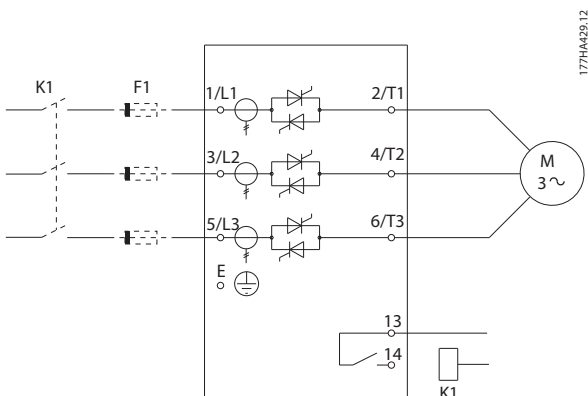 177HA429.12
K1
F1
1/L1
2/T1
3/L2
4/T2
M
3~
5/L3
6/T3
E
13
14
K1